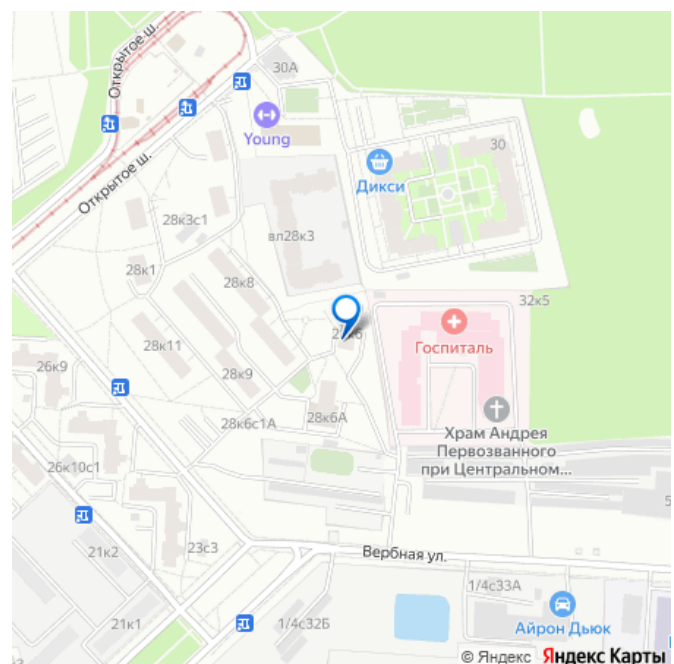 Открытое ш.
30А
Young
Открытое ш.
30
Дикси
28к3с1
вл28к3
28к1
28к8
32к5
Госпиталь
28к11
26к9
28к9
28к6с1А
28к6А
Храм Андрея
Первозванного
при Центральном...
26к10с1
21к2
23с3
Вербная ул.
1/4с33А
21к1
1/4с32Б
Айрон Дьюк
© Яндекс Яндекс Карты